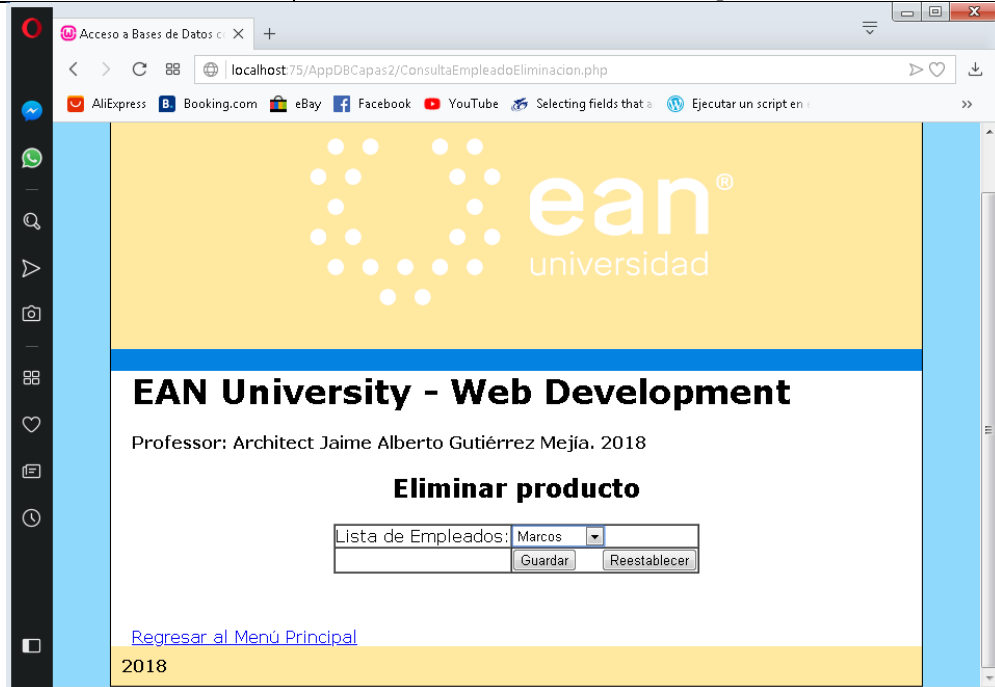 Acceso a Bases de Datos c
localhost:75/AppDBCapas2/ConsultaEmpleadoEliminacion.php
AliExpress B. Booking.com eBay Facebook YouTube Selecting fields that a Ejecutar un script en
ean®
universidad
EAN University - Web Development
Professor: Architect Jaime Alberto Gutiérrez Mejía. 2018
Eliminar producto
Lista de Empleados: Marcos
Guardar Reestablecer
Regresar al Menú Principal
2018